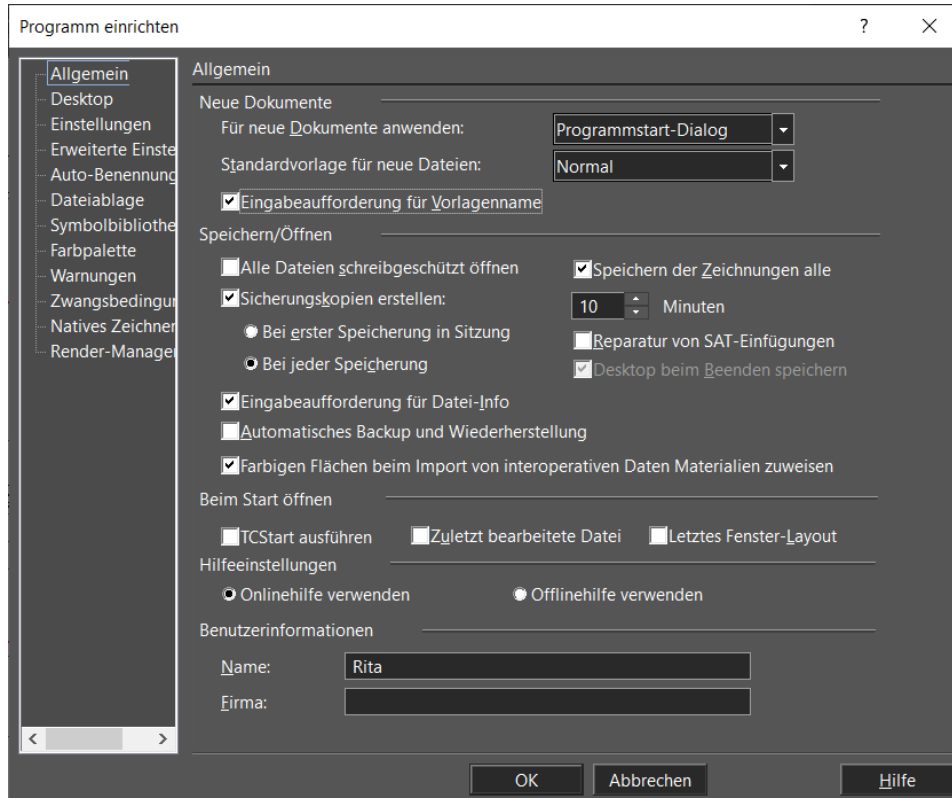 Programm einrichten
Allgemein
Desktop
Einstellungen
Erweiterte Einste
Auto-Benennung
Dateiablage
Symbolbibliothe
Farbpalette
Warnungen
Zwangsbedingun
Natives Zeichner
Render-Manager
Allgemein
Neue Dokumente
Für neue Dokumente anwenden: Programmstart-Dialog
Standardvorlage für neue Dateien: Normal
Eingabeaufforderung für Vorlagenname
Speichern/Öffnen
Alle Dateien schreibgeschützt öffnen
Speichern der Zeichnungen alle
Sicherungskopien erstellen:
10 Minuten
Bei erster Speicherung in Sitzung
Reparatur von SAT-Einfügungen
Bei jeder Speicherung
Desktop beim Beenden speichern
Eingabeaufforderung für Datei-Info
Automatisches Backup und Wiederherstellung
Farbigen Flächen beim Import von interoperativen Daten Materialien zuweisen
Beim Start öffnen
TCStart ausführen Zuletzt bearbeitete Datei Letztes Fenster-Layout
Hilfeeinstellungen
Onlinehilfe verwenden Offlinehilfe verwenden
Benutzerinformationen
Name: Rita
Firma:
OK Abbrechen Hilfe